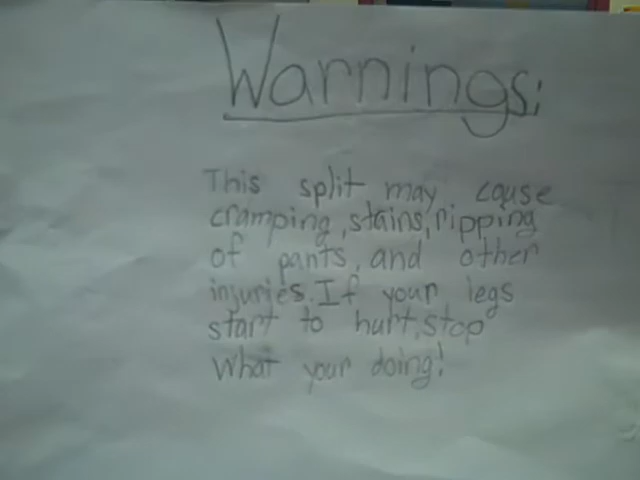 Warnings:
This split may cause
cramping, stains, ripping
of pants, and other
injuries. If your legs
start to hurt, stop
What your doing!